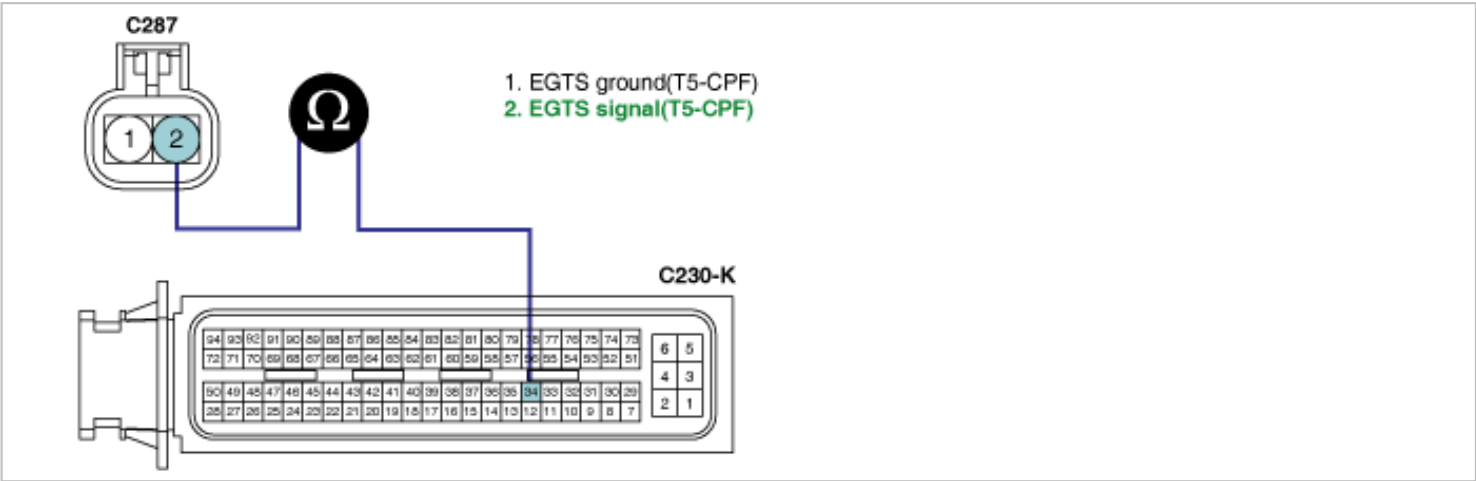 C287
1 2
Ω
1. EGTS ground(T5-CPF)
2. EGTS signal(T5-CPF)
C230-K
94 93 92 91 90 89 88 87 86 85 84 83 82 81 80 79 78 77 76 75 74 73
72 71 70 69 68 67 66 65 64 63 62 61 60 59 58 57 56 55 54 53 52 51
50 49 48 47 46 45 44 43 42 41 40 39 38 37 36 35 34 33 32 31 30 29
28 27 26 25 24 23 22 21 20 19 18 17 16 15 14 13 12 11 10 9 8 7
6 5
4 3
2 1